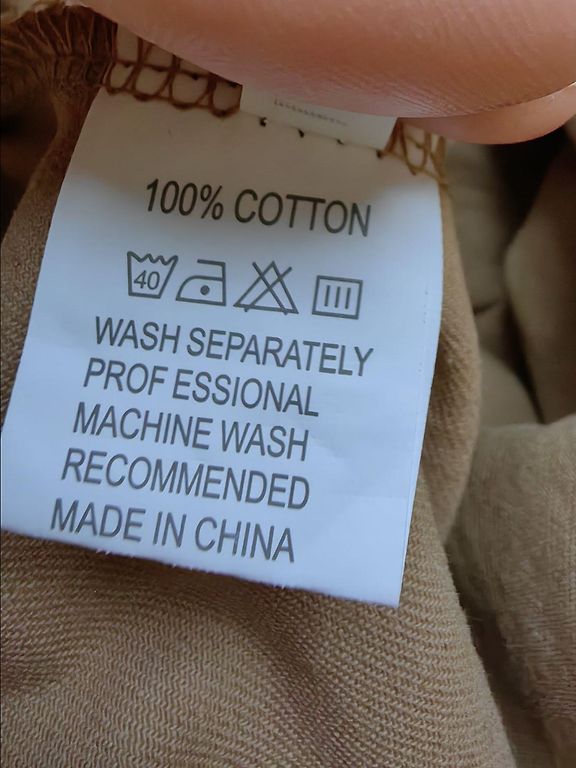 100% COTTON
40
WASH SEPARATELY
PROF ESSIONAL
MACHINE WASH
RECOMMENDED
MADE IN CHINA